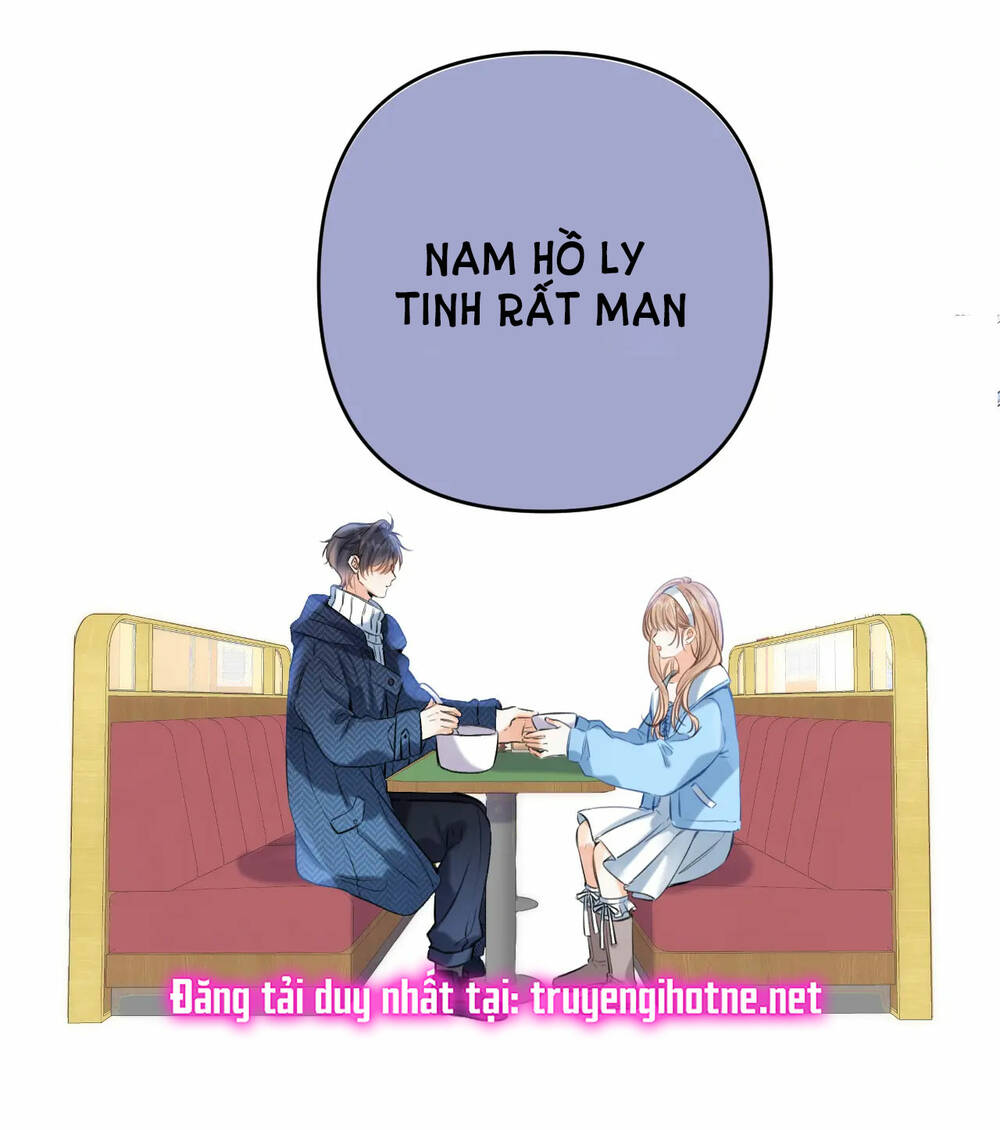 NAM HỒ LY
TINH RẤT MAN
Đăng tải duy nhất tại: truyengihotne.net